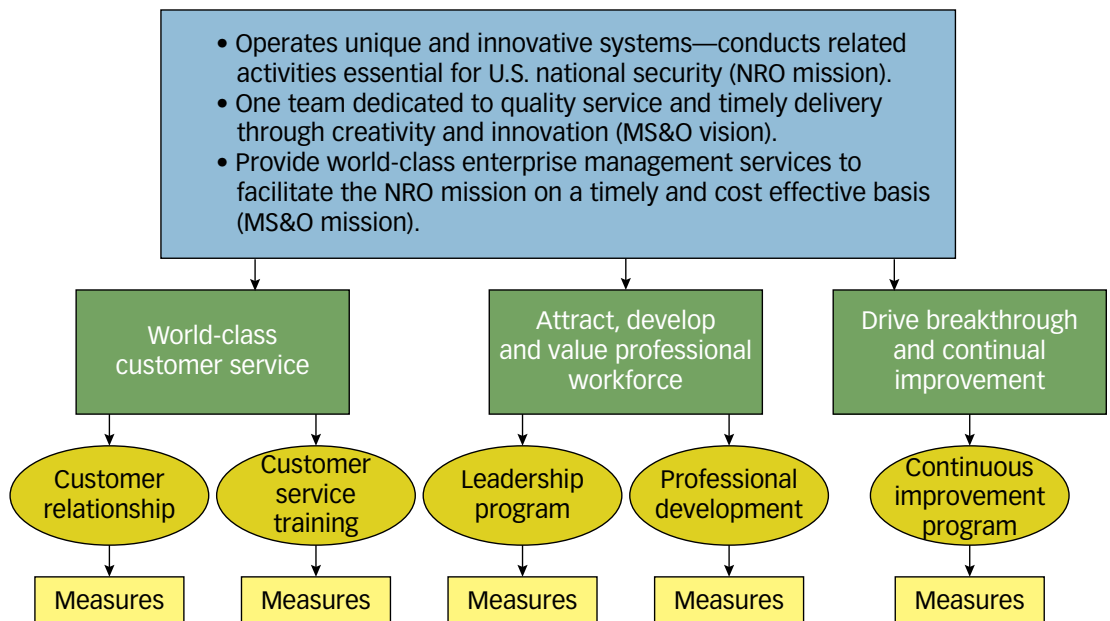 • Operates unique and innovative systems—conducts related
activities essential for U.S. national security (NRO mission).
• One team dedicated to quality service and timely delivery
through creativity and innovation (MS&O vision).
• Provide world-class enterprise management services to
facilitate the NRO mission on a timely and cost effective basis
(MS&O mission).
World-class
customer service
Attract, develop
and value professional
workforce
Drive breakthrough
and continual
improvement
Customer
relationship
Customer
service
training
Leadership
program
Professional
development
Continuous
improvement
program
Measures
Measures
Measures
Measures
Measures